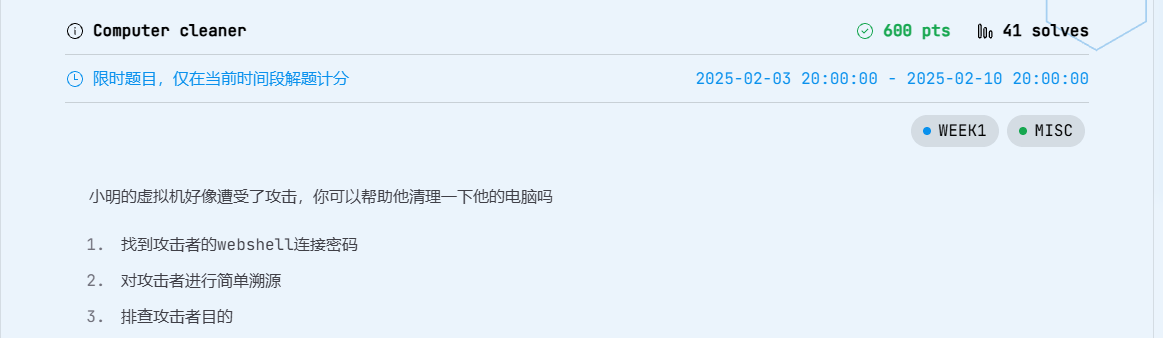 Computer cleaner 600 pts 41 solves
限时题目，仅在当前时间段解题计分 2025-02-03 20:00:00 - 2025-02-10 20:00:00
WEEK1 MISC
小明的虚拟机好像遭受了攻击，你可以帮助他清理一下他的电脑吗
1. 找到攻击者的webshell连接密码
2. 对攻击者进行简单溯源
3. 排查攻击者目的